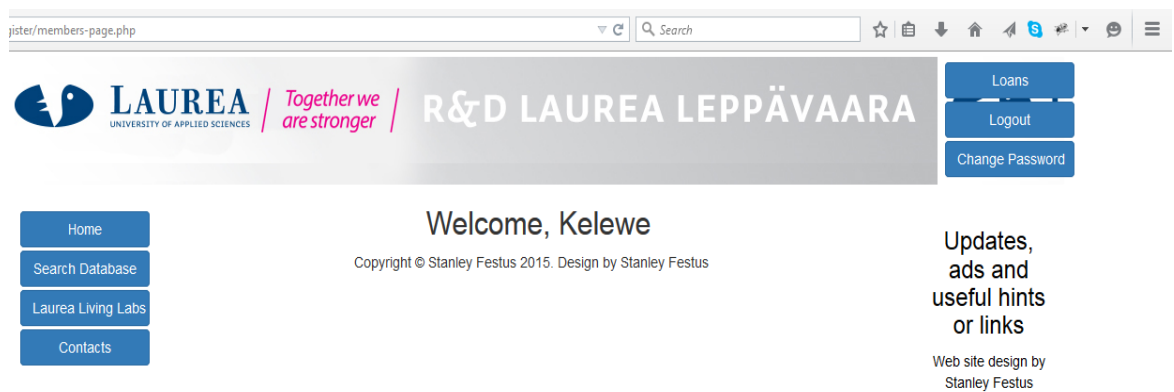 gister/members-page.php
Search
LAUREA
UNIVERSITY OF APPLIED SCIENCES
Together we
are stronger
R&D LAUREA LEPPÄVAARA
Loans
Logout
Change Password
Home
Search Database
Laurea Living Labs
Contacts
Welcome, Kelewe
Copyright © Stanley Festus 2015. Design by Stanley Festus
Updates,
ads and
useful hints
or links
Web site design by
Stanley Festus